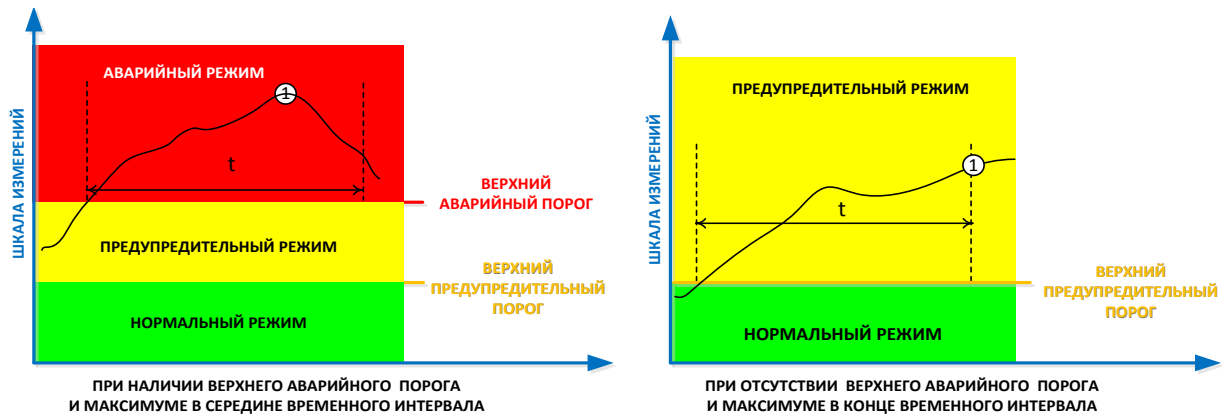 ШКАЛА ИЗМЕРЕНИЙ
АВАРИЙНЫЙ РЕЖИМ
1
t
ВЕРХНИЙ
АВАРИЙНЫЙ ПОРОГ
ПРЕДУПРЕДИТЕЛЬНЫЙ РЕЖИМ
ВЕРХНИЙ
ПРЕДУПРЕДИТЕЛЬНЫЙ
ПОРОГ
НОРМАЛЬНЫЙ РЕЖИМ
ПРИ НАЛИЧИИ ВЕРХНЕГО АВАРИЙНОГО ПОРОГА
И МАКСИМУМЕ В СЕРЕДИНЕ ВРЕМЕННОГО ИНТЕРВАЛА
ШКАЛА ИЗМЕРЕНИЙ
ПРЕДУПРЕДИТЕЛЬНЫЙ РЕЖИМ
1
t
ВЕРХНИЙ
ПРЕДУПРЕДИТЕЛЬНЫЙ
ПОРОГ
НОРМАЛЬНЫЙ РЕЖИМ
ПРИ ОТСУТСТВИИ ВЕРХНЕГО АВАРИЙНОГО ПОРОГА
И МАКСИМУМЕ В КОНЦЕ ВРЕМЕННОГО ИНТЕРВАЛА